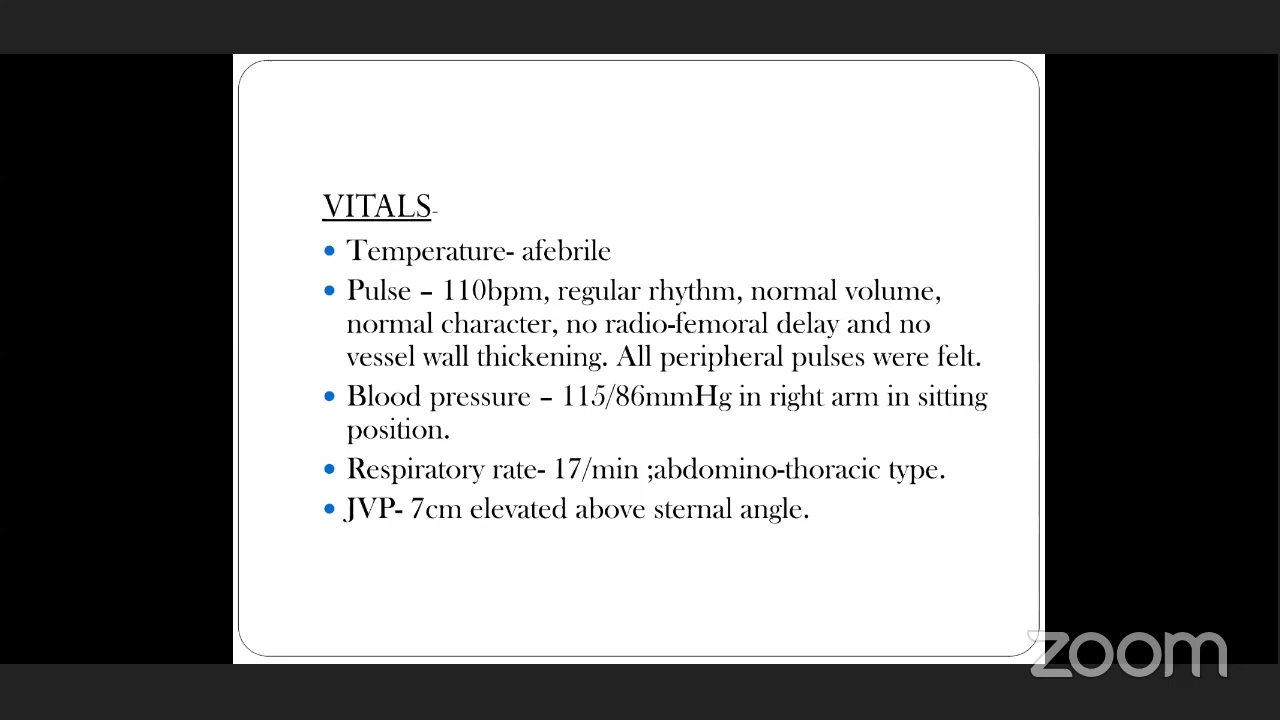 VITALS-
Temperature- afebrile
Pulse – 110bpm, regular rhythm, normal volume,
normal character, no radio-femoral delay and no
vessel wall thickening. All peripheral pulses were felt.
Blood pressure – 115/86mmHg in right arm in sitting
position.
Respiratory rate- 17/min ;abdomino-thoracic type.
JVP- 7cm elevated above sternal angle.
zoom